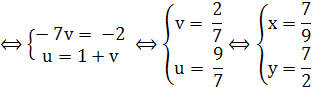 ⇔ { −7v = −2 ; u = 1 + v ⇔ { v = 2/7 ; u = 9/7 ⇔ { x = 7/9 ; y = 7/2